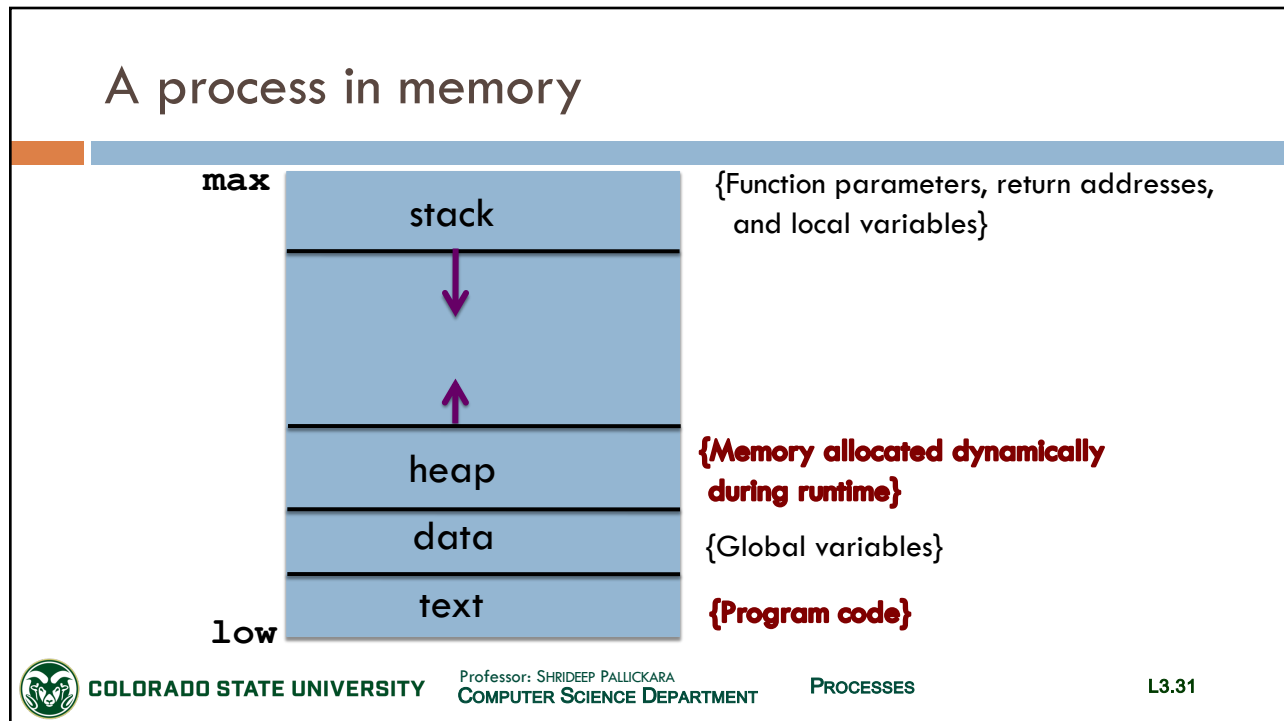 A process in memory
max
stack
{Function parameters, return addresses,
and local variables}
heap
{Memory allocated dynamically
during runtime}
data
{Global variables}
text
{Program code}
low
COLORADO STATE UNIVERSITY
Professor: SHRIDEEP PALLICKARA
COMPUTER SCIENCE DEPARTMENT
PROCESSES
L3.31